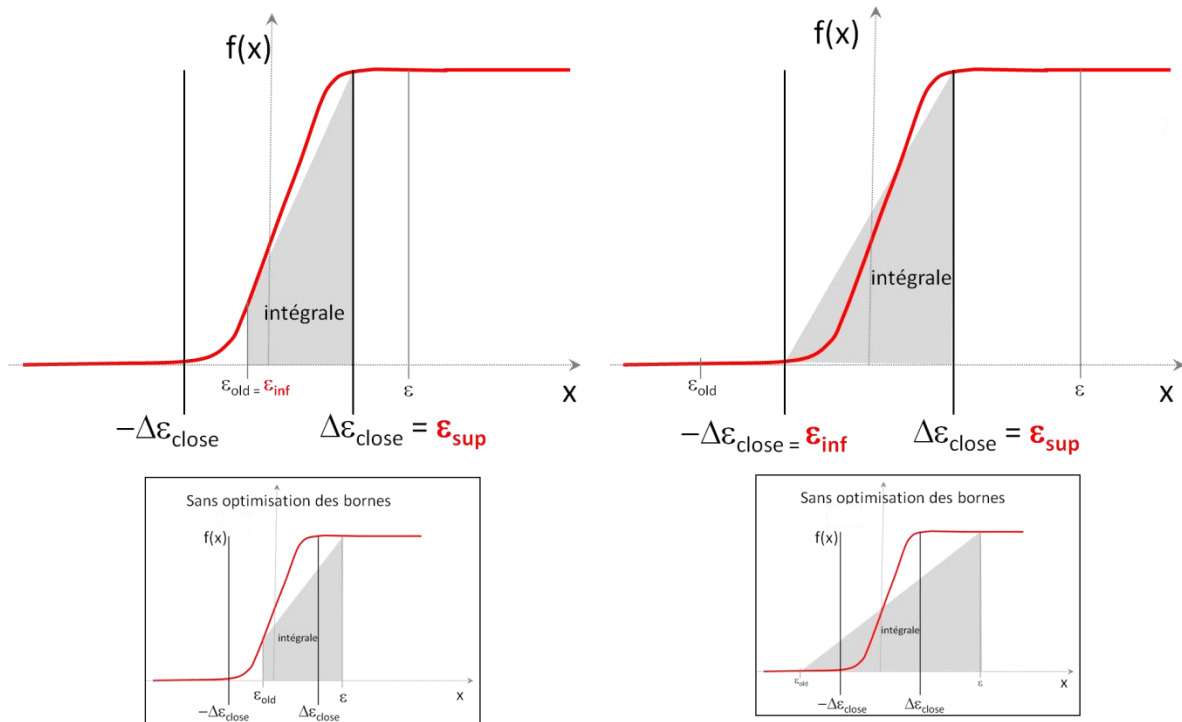 f(x)
intégrale
εold = εinf
ε
x
−Δεclose
Δεclose = εsup
f(x)
intégrale
εold
ε
x
−Δεclose = εinf
Δεclose = εsup
Sans optimisation des bornes
f(x)
intégrale
εold
ε
x
−Δεclose
Δεclose
Sans optimisation des bornes
f(x)
intégrale
εold
ε
x
−Δεclose
Δεclose